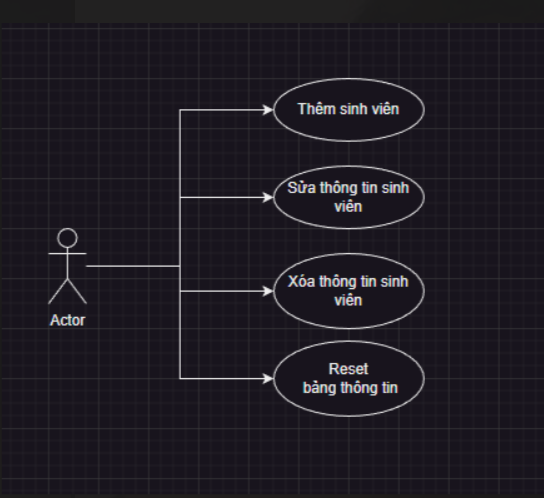 Thêm sinh viên
Sửa thông tin sinh
viên
Xóa thông tin sinh
viên
Actor
Reset
bảng thông tin